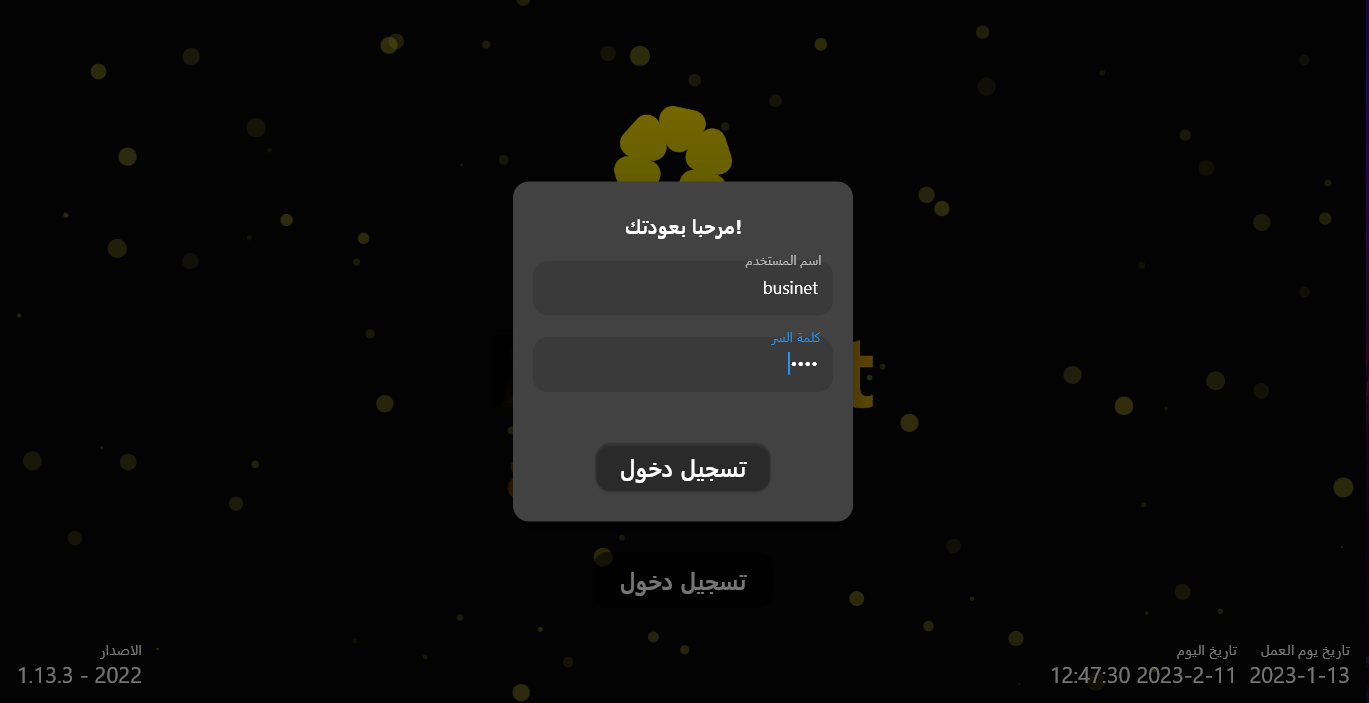 مرحبا بعودتك!
اسم المستخدم
businet
كلمة السر
••••
تسجيل دخول
t
تسجيل دخول
تاريخ يوم العمل
2023-1-13
تاريخ اليوم
12:47:30 2023-2-11
الاصدار
1.13.3 - 2022